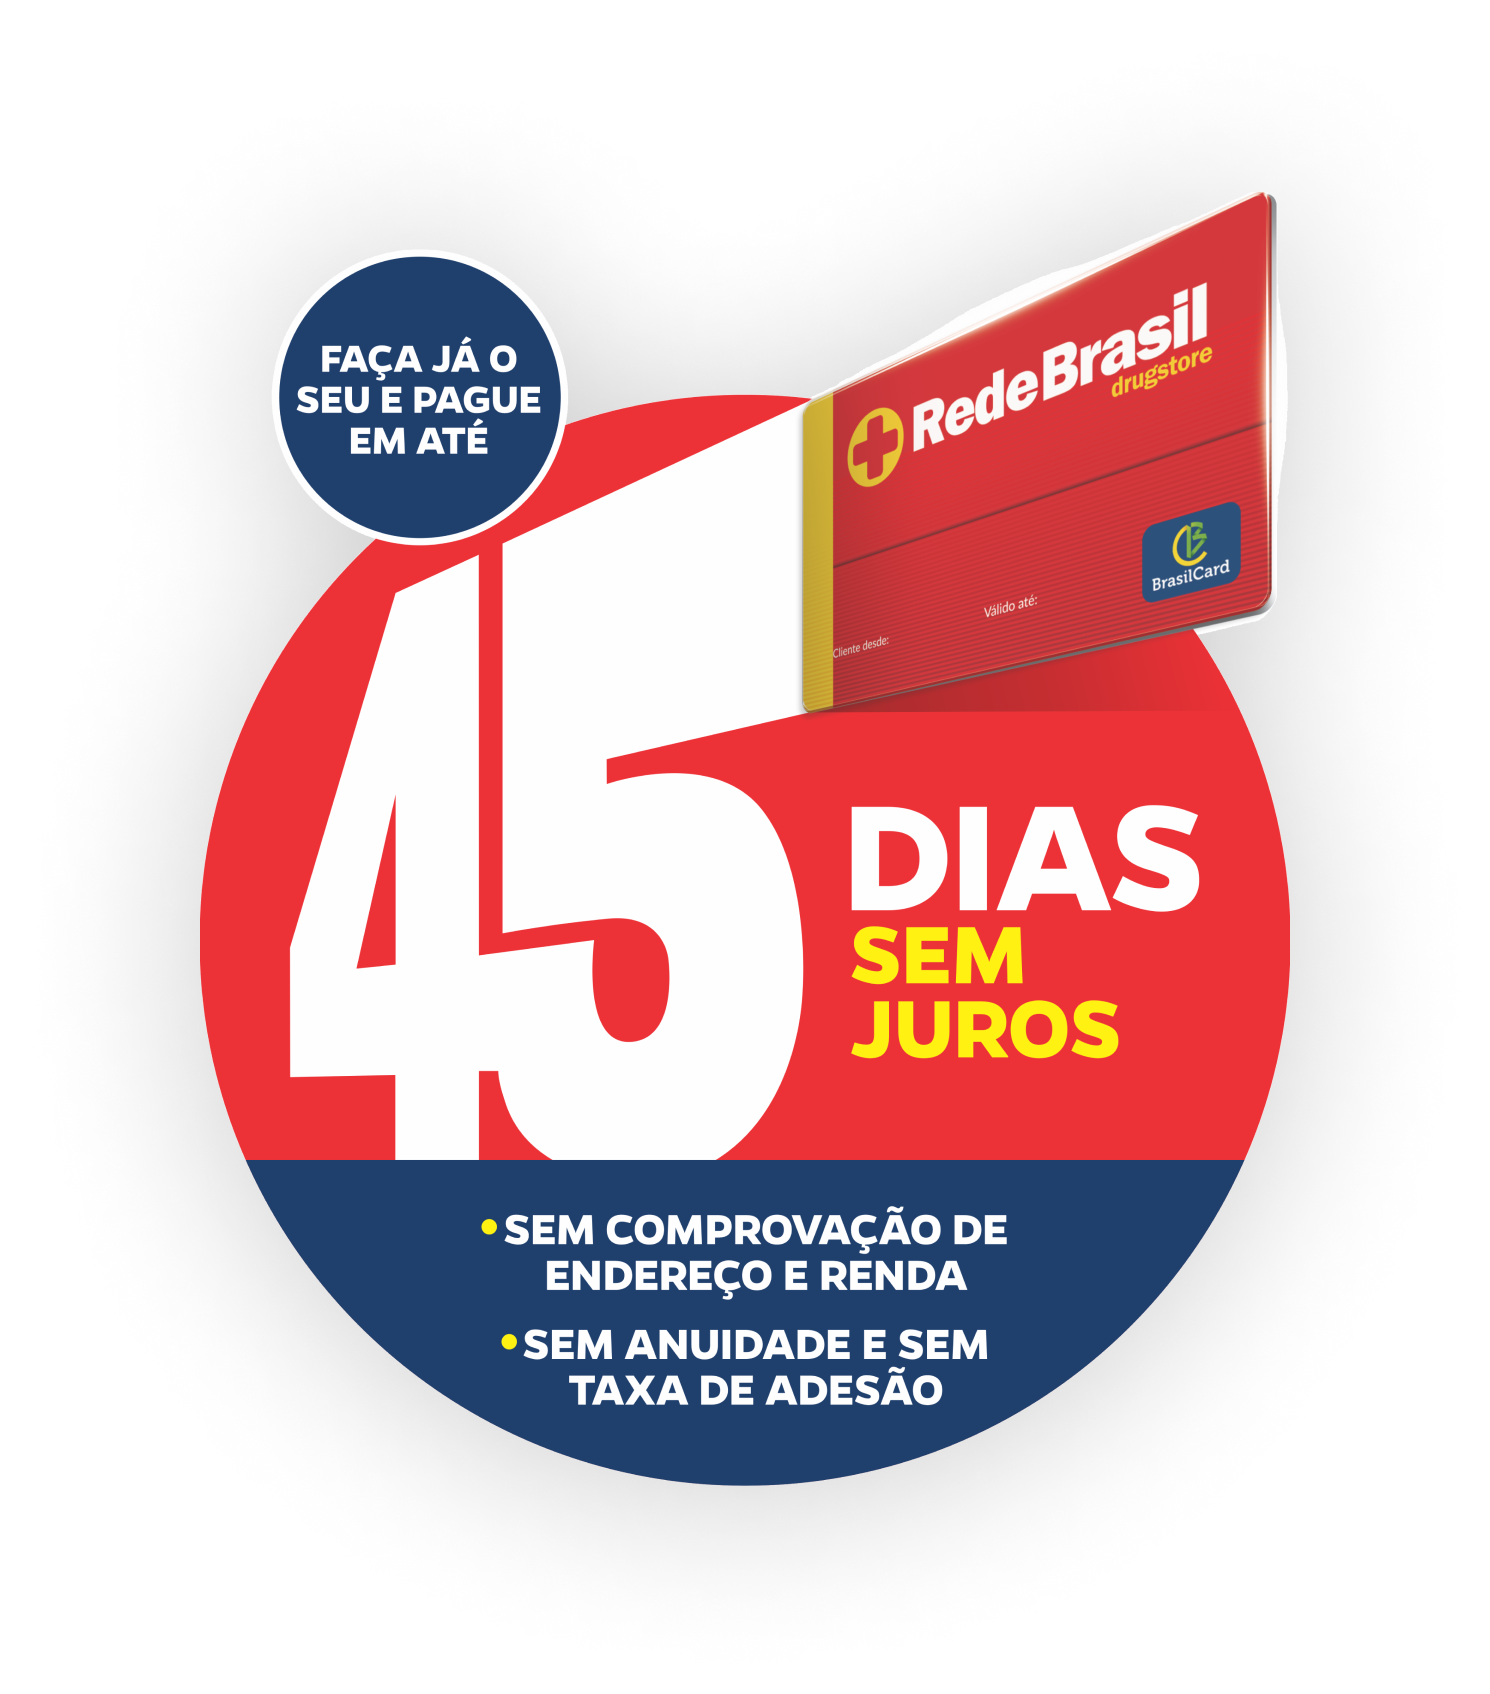 FAÇA JÁ O
SEU E PAGUE
EM ATÉ
RedeBrasil
drugstore
BrasilCard
Válido até:
Cliente desde:
45
DIAS
SEM
JUROS
•SEM COMPROVAÇÃO DE
ENDEREÇO E RENDA
•SEM ANUIDADE E SEM
TAXA DE ADESÃO